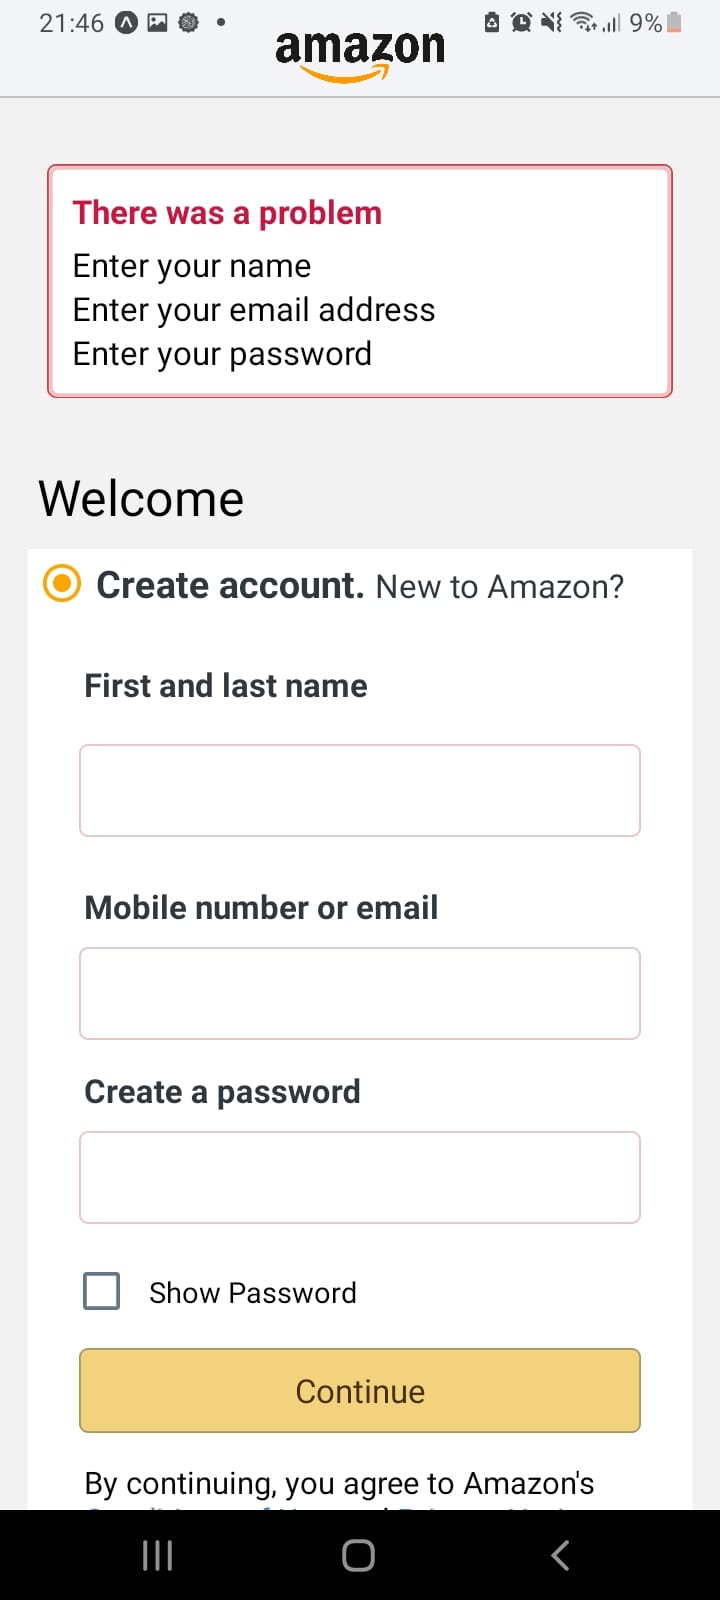 21:46
9%
amazon
There was a problem
Enter your name
Enter your email address
Enter your password
Welcome
Create account. New to Amazon?
First and last name
Mobile number or email
Create a password
Show Password
Continue
By continuing, you agree to Amazon's